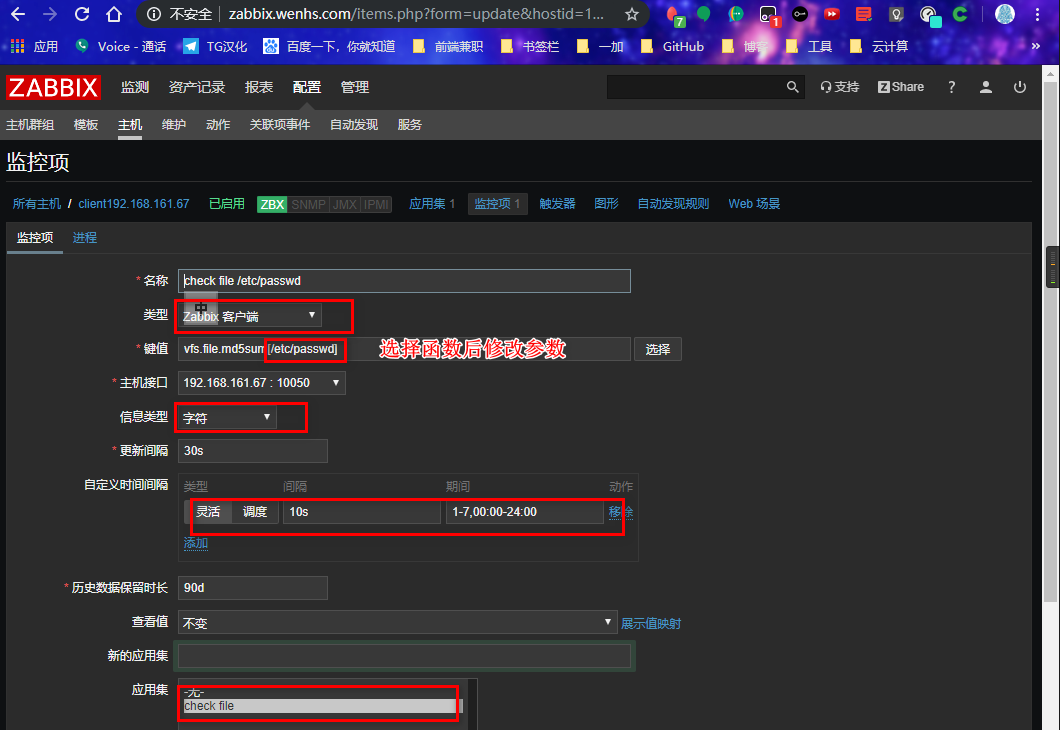 不安全 zabbix.wenhs.com/items.php?form=update&hostid=1...
7
1
应用 Voice - 通话 TG汉化 百度一下，你就知道 前端兼职 书签栏 一加 GitHub 博客 工具 云计算 »
ZABBIX 监测 资产记录 报表 配置 管理 支持 Z Share ?
主机群组 模板 主机 维护 动作 关联项事件 自动发现 服务
监控项
所有主机 / client192.168.161.67 已启用 ZBX SNMP JMX IPMI 应用集 1 监控项 1 触发器 图形 自动发现规则 Web 场景
监控项 进程
* 名称 check file /etc/passwd
类型 Zabbix 客户端
中
* 键值 vfs.file.md5sum[/etc/passwd] 选择函数后修改参数 选择
* 主机接口 192.168.161.67 : 10050
信息类型 字符
* 更新间隔 30s
自定义时间间隔 类型 间隔 期间 动作
灵活 调度 10s 1-7,00:00-24:00 移除
添加
* 历史数据保留时长 90d
查看值 不变 展示值映射
新的应用集
应用集 -无-
check file